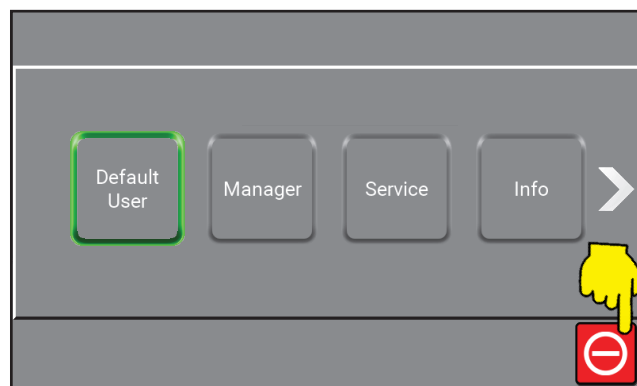 Default
User
Manager
Service
Info